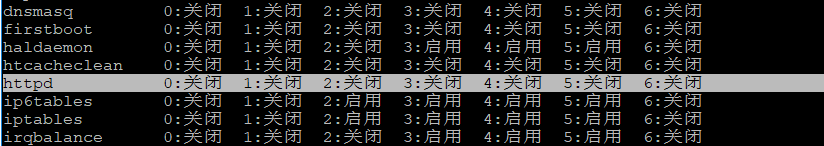 dnsmasq 0:关闭 1:关闭 2:关闭 3:关闭 4:关闭 5:关闭 6:关闭
firstboot 0:关闭 1:关闭 2:关闭 3:关闭 4:关闭 5:关闭 6:关闭
haldaemon 0:关闭 1:关闭 2:关闭 3:启用 4:启用 5:启用 6:关闭
htcacheclean 0:关闭 1:关闭 2:关闭 3:关闭 4:关闭 5:关闭 6:关闭
httpd 0:关闭 1:关闭 2:关闭 3:关闭 4:关闭 5:关闭 6:关闭
ip6tables 0:关闭 1:关闭 2:启用 3:启用 4:启用 5:启用 6:关闭
iptables 0:关闭 1:关闭 2:启用 3:启用 4:启用 5:启用 6:关闭
irqbalance 0:关闭 1:关闭 2:关闭 3:启用 4:启用 5:启用 6:关闭